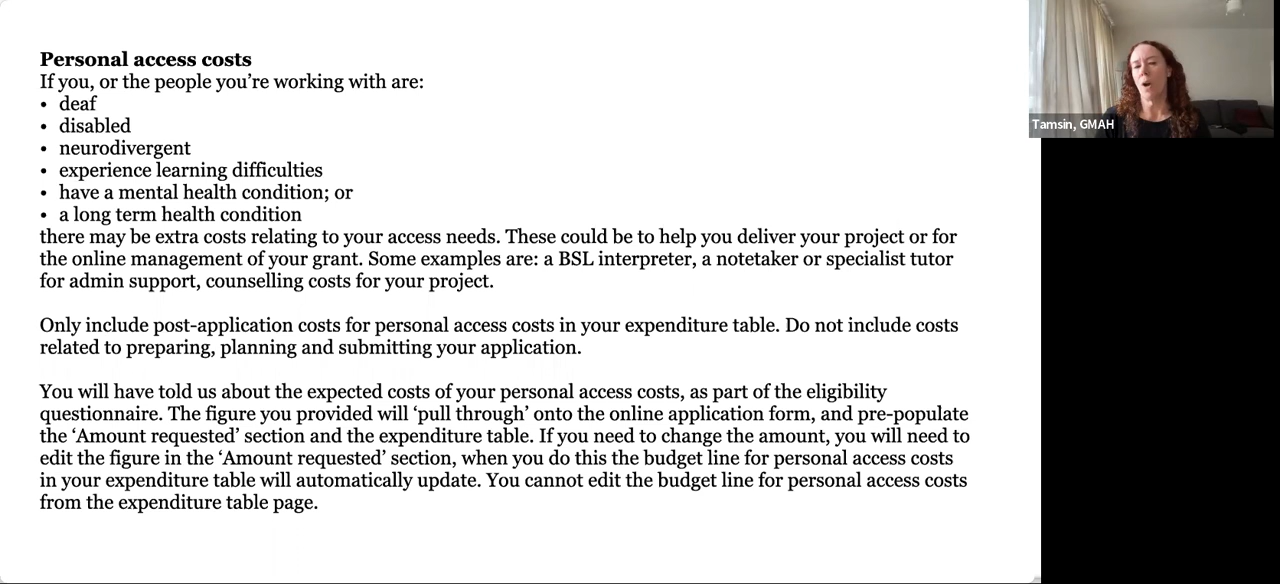 Personal access costs
If you, or the people you’re working with are:
• deaf
• disabled
• neurodivergent
• experience learning difficulties
• have a mental health condition; or
• a long term health condition
there may be extra costs relating to your access needs. These could be to help you deliver your project or for
the online management of your grant. Some examples are: a BSL interpreter, a notetaker or specialist tutor
for admin support, counselling costs for your project.
Only include post-application costs for personal access costs in your expenditure table. Do not include costs
related to preparing, planning and submitting your application.
You will have told us about the expected costs of your personal access costs, as part of the eligibility
questionnaire. The figure you provided will ‘pull through’ onto the online application form, and pre-populate
the ‘Amount requested’ section and the expenditure table. If you need to change the amount, you will need to
edit the figure in the ‘Amount requested’ section, when you do this the budget line for personal access costs
in your expenditure table will automatically update. You cannot edit the budget line for personal access costs
from the expenditure table page.
Tamsin, GMAH